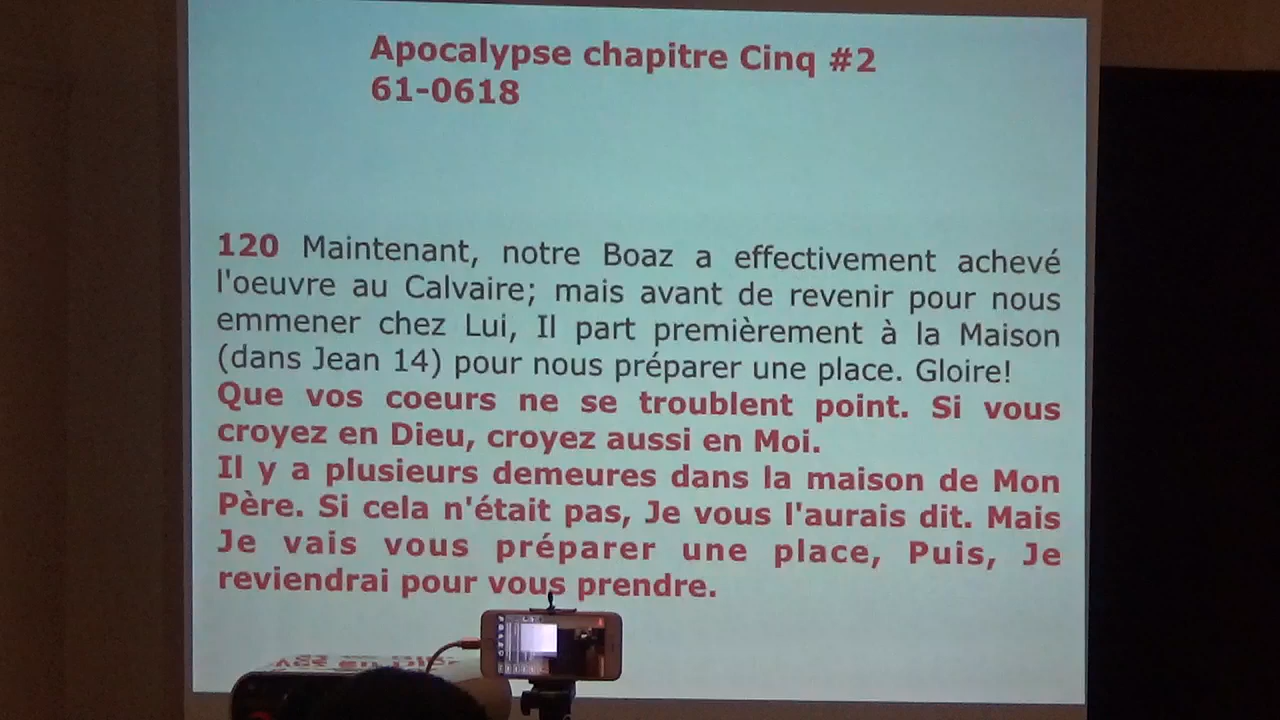 Apocalypse chapitre Cinq #2
61-0618
120 Maintenant, notre Boaz a effectivement achevé
l'oeuvre au Calvaire; mais avant de revenir pour nous
emmener chez Lui, Il part premièrement à la Maison
(dans Jean 14) pour nous préparer une place. Gloire!
Que vos coeurs ne se troublent point. Si vous
croyez en Dieu, croyez aussi en Moi.
Il y a plusieurs demeures dans la maison de Mon
Père. Si cela n'était pas, Je vous l'aurais dit. Mais
Je vais vous préparer une place, Puis, Je
reviendrai pour vous prendre.